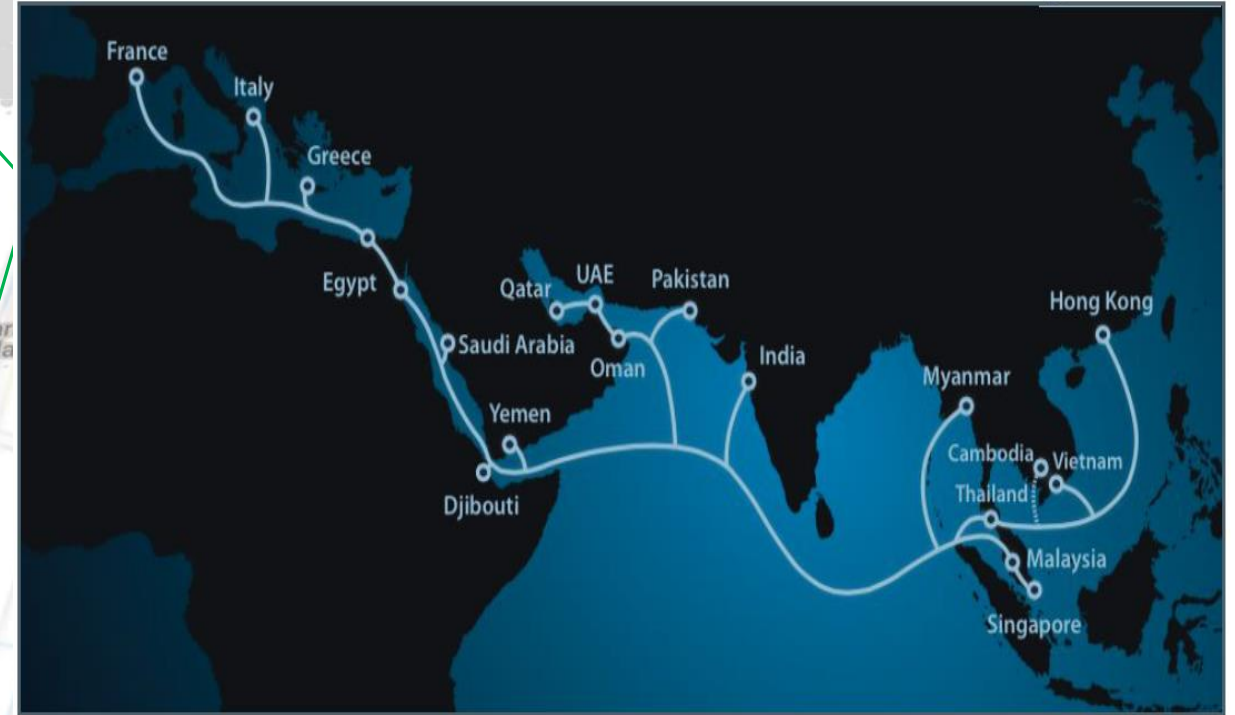 France
Italy
Greece
Egypt
Qatar
UAE
Pakistan
Saudi Arabia
Oman
India
Hong Kong
Yemen
Myanmar
Djibouti
Cambodia
Vietnam
Thailand
Malaysia
Singapore